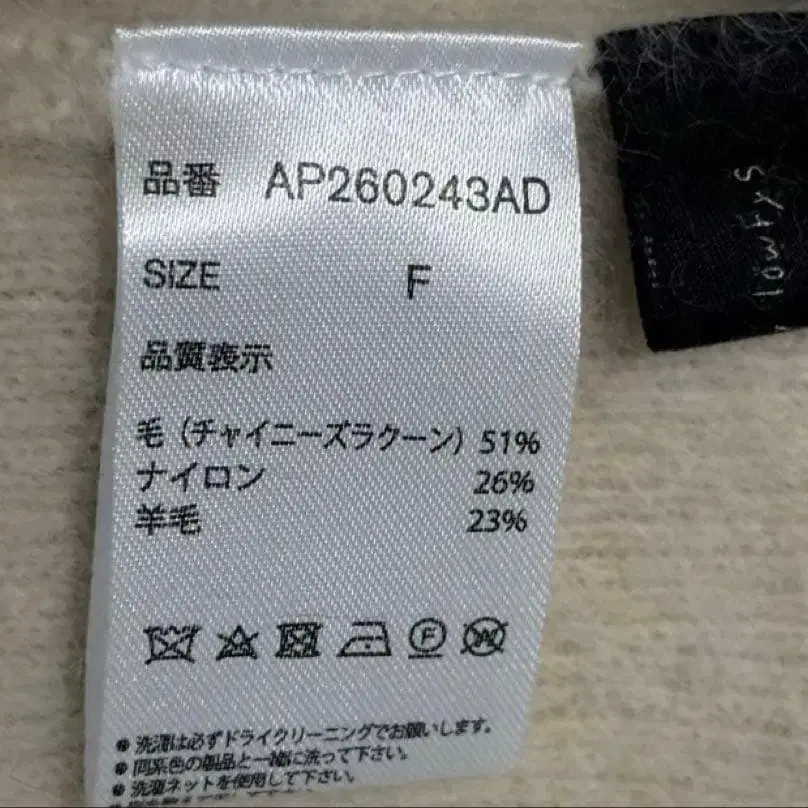 品番 AP260243AD
SIZE F
品質表示
毛（チャイニーズラクーン）51%
ナイロン 26%
羊毛 23%
F W
● 洗濯は必ずドライクリーニングでお願いします。
● 同系色の製品と一緒に洗って下さい。
● 洗濯ネットを使用して下さい。
lowrys